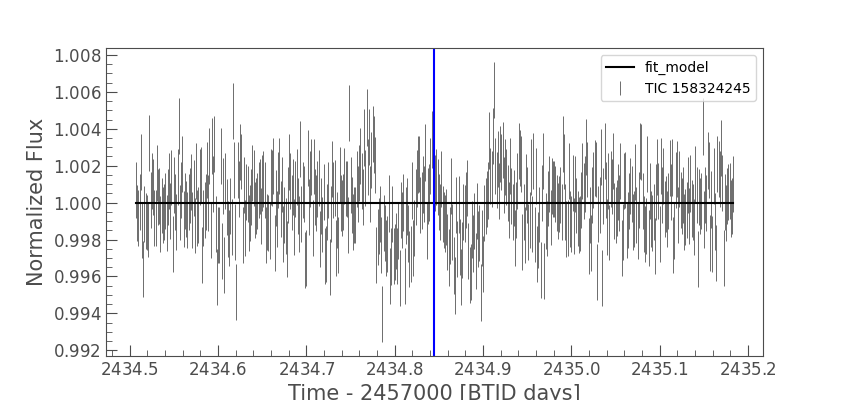 1.008
1.006
1.004
1.002
1.000
0.998
0.996
0.994
0.992
Normalized Flux
fit_model
TIC 158324245
2434.5 2434.6 2434.7 2434.8 2434.9 2435.0 2435.1 2435.2
Time - 2457000 [BTJD days]